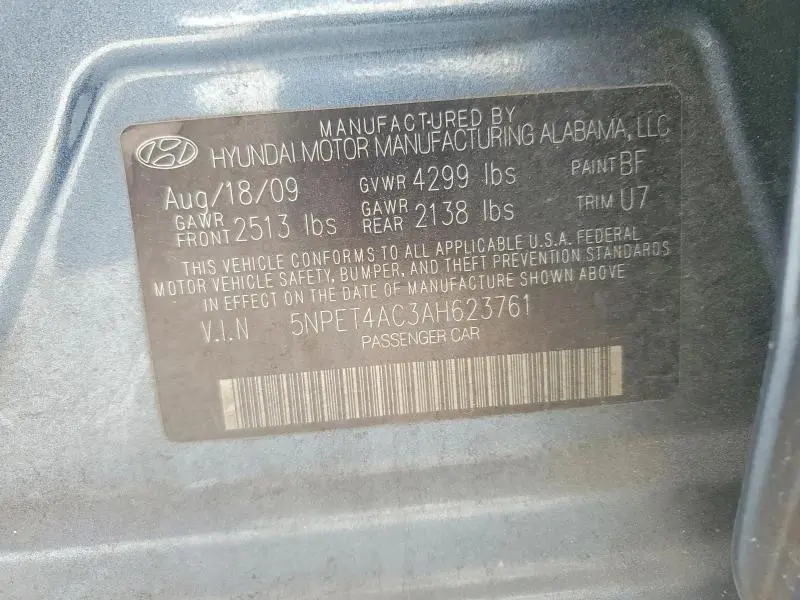 MANUFACTURED BY
HYUNDAI MOTOR MANUFACTURING ALABAMA, LLC
Aug/18/09 GVWR 4299 lbs PAINT BF
GAWR FRONT 2513 lbs GAWR REAR 2138 lbs TRIM U7
THIS VEHICLE CONFORMS TO ALL APPLICABLE U.S.A. FEDERAL
MOTOR VEHICLE SAFETY, BUMPER, AND THEFT PREVENTION STANDARDS
IN EFFECT ON THE DATE OF MANUFACTURE SHOWN ABOVE
V.I.N 5NPET4AC3AH623761
PASSENGER CAR